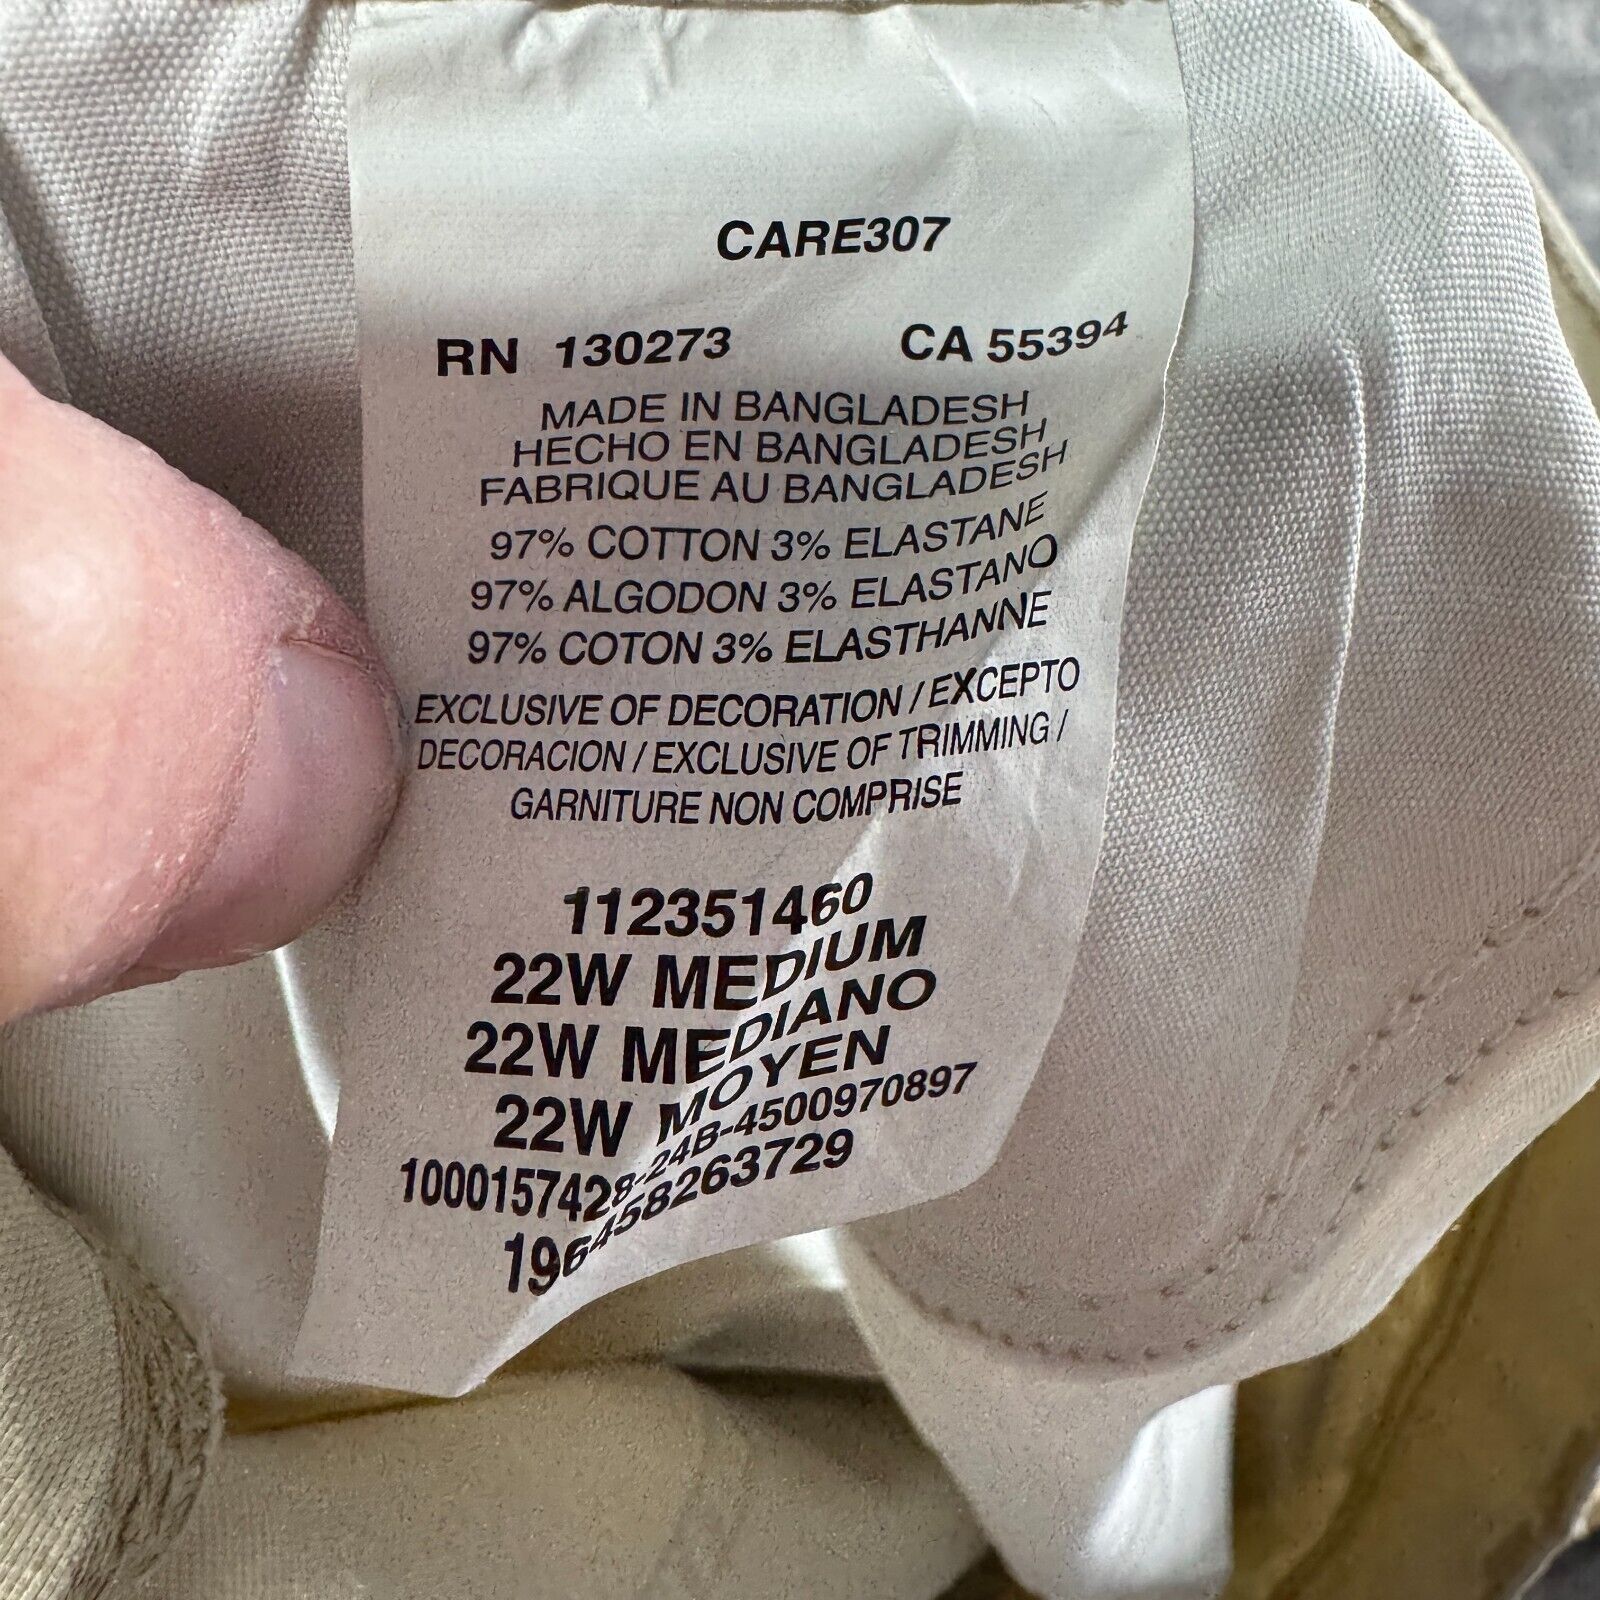 CARE307
RN 130273 CA 55394
MADE IN BANGLADESH
HECHO EN BANGLADESH
FABRIQUE AU BANGLADESH
97% COTTON 3% ELASTANE
97% ALGODON 3% ELASTANO
97% COTON 3% ELASTHANNE
EXCLUSIVE OF DECORATION / EXCEPTO
DECORACION / EXCLUSIVE OF TRIMMING /
GARNITURE NON COMPRISE
112351460
22W MEDIUM
22W MEDIANO
22W MOYEN
1000157428-24B-4500970897
196458263729